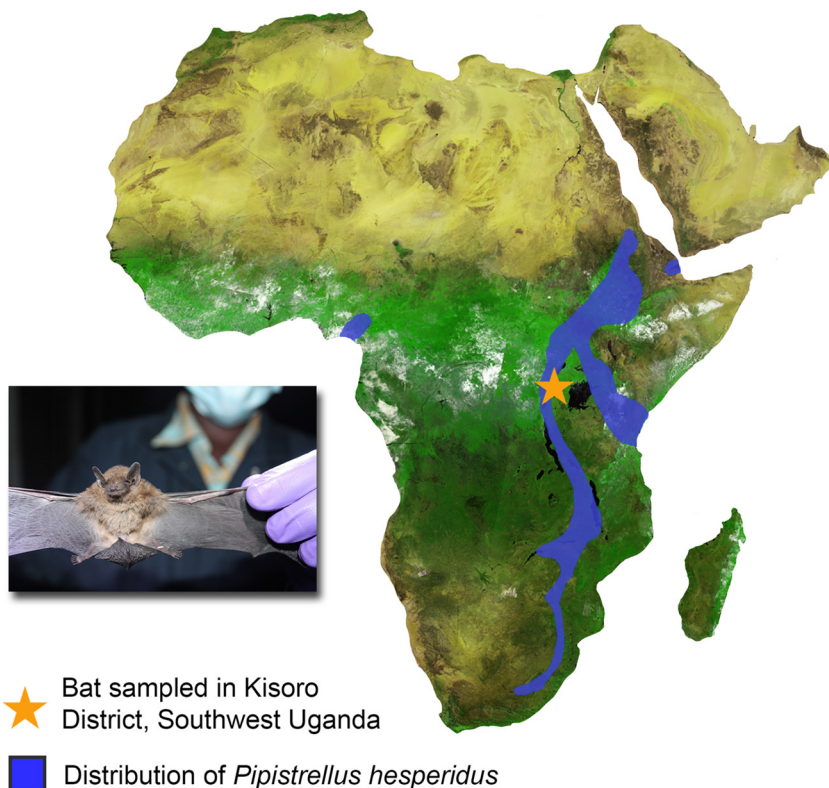 Bat sampled in Kisoro
District, Southwest Uganda
Distribution of Pipistrellus hesperidus